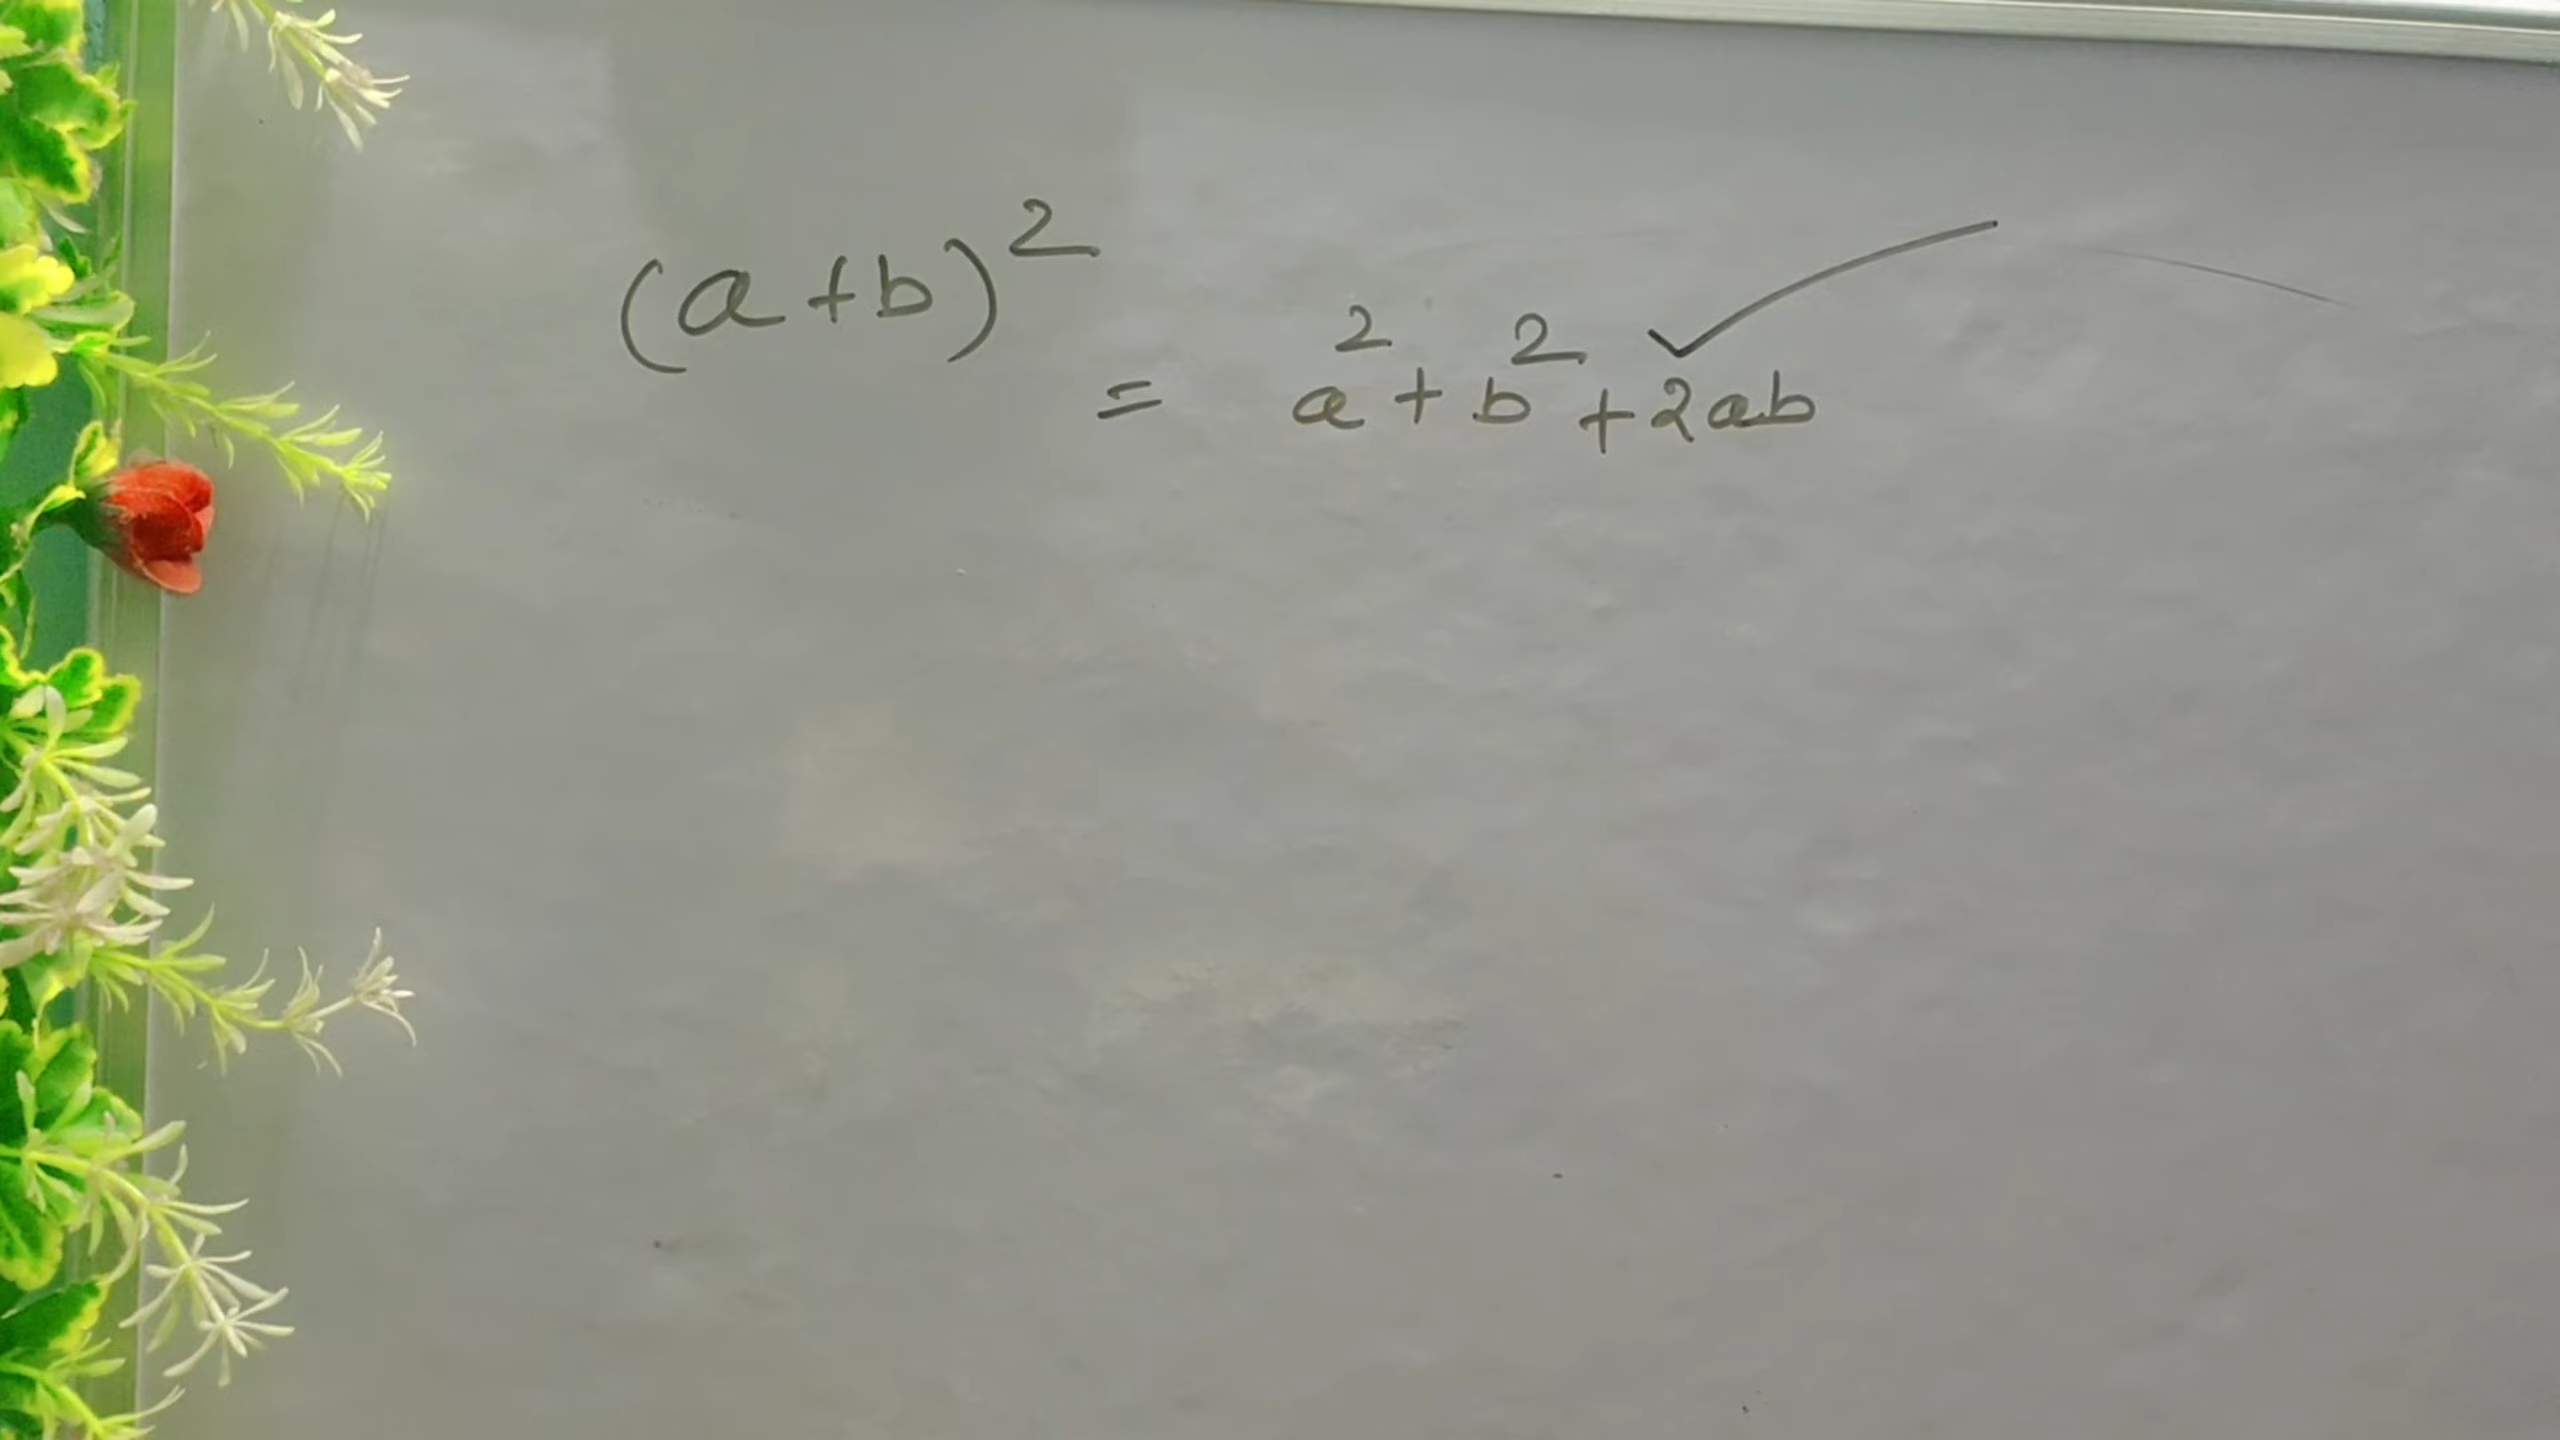 (a+b)²
= a²+b²+2ab ✓